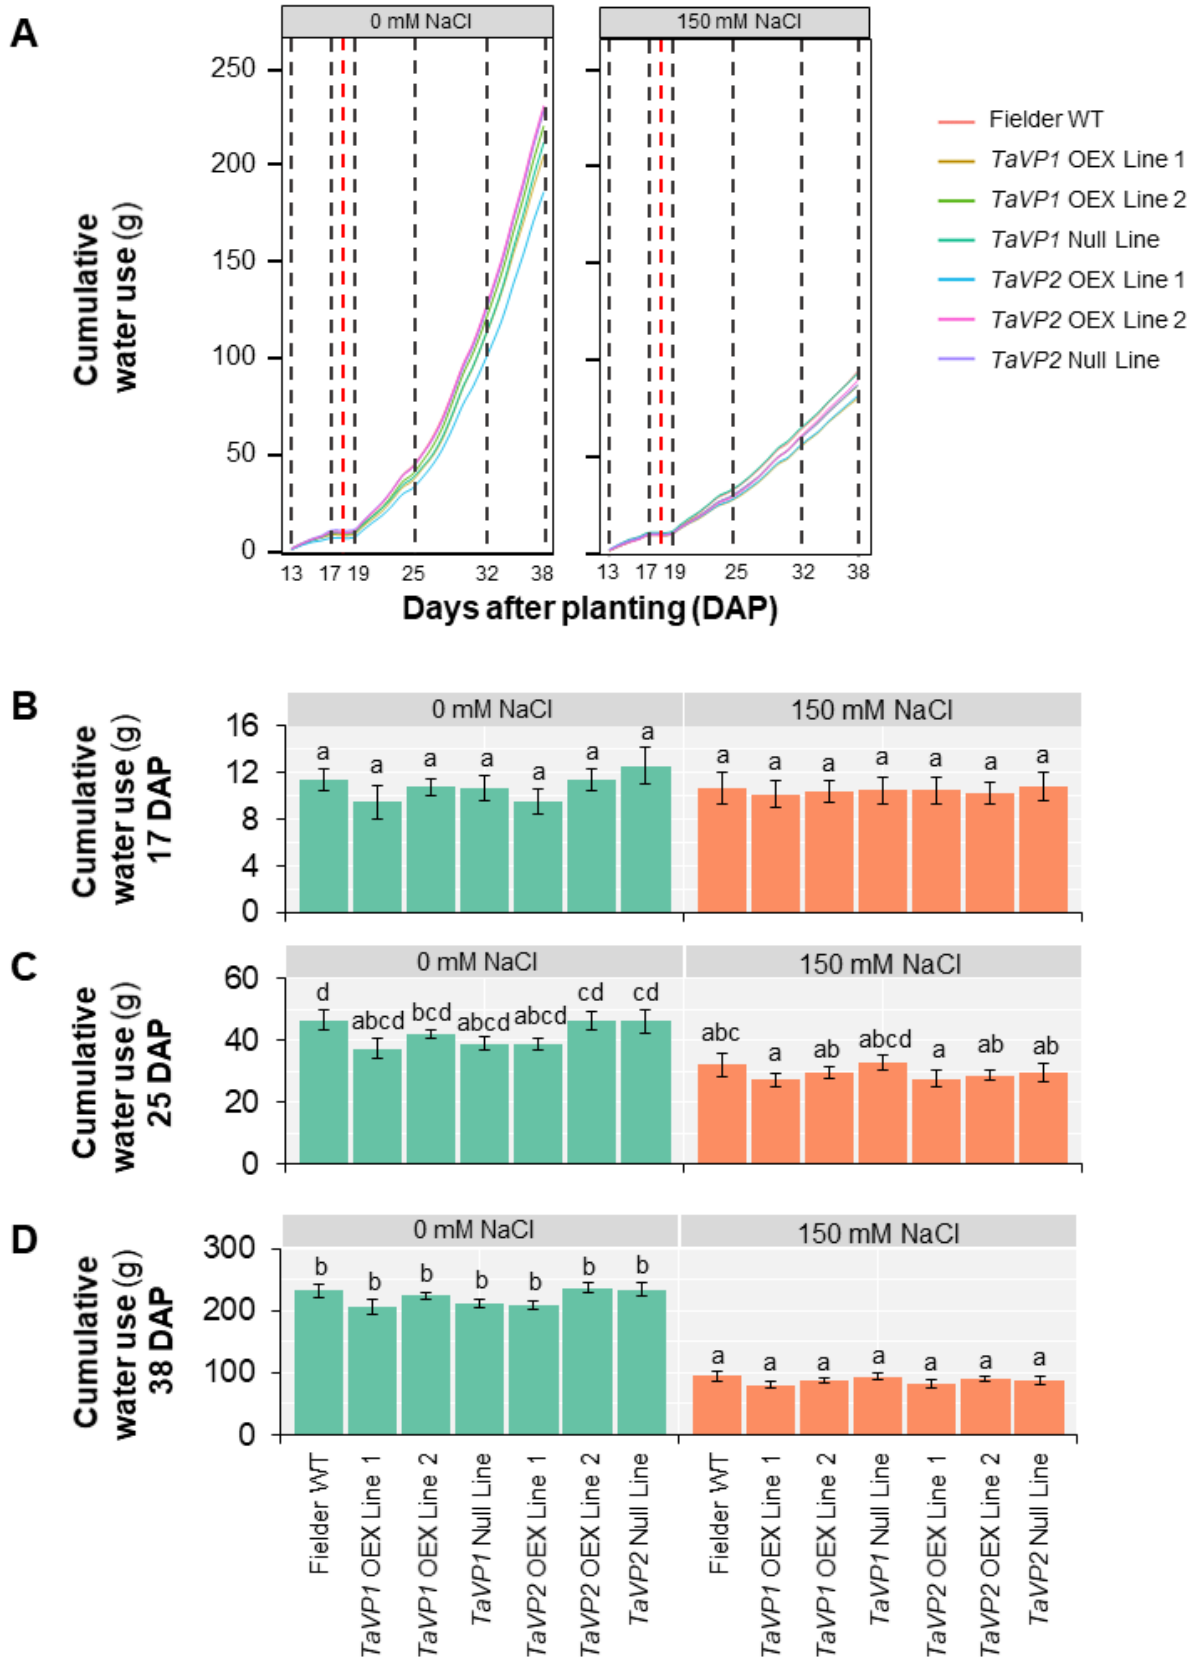 A
0 mM NaCl
150 mM NaCl
Cumulative
water use (g)
250
200
150
100
50
0
13 17 19 25 32 38
13 17 19 25 32 38
Days after planting (DAP)
Fielder WT
TaVP1 OEX Line 1
TaVP1 OEX Line 2
TaVP1 Null Line
TaVP2 OEX Line 1
TaVP2 OEX Line 2
TaVP2 Null Line
B
Cumulative
water use (g)
17 DAP
0 mM NaCl
150 mM NaCl
16
12
8
4
0
a a a a a a a
a a a a a a a
C
Cumulative
water use (g)
25 DAP
0 mM NaCl
150 mM NaCl
60
40
20
0
d abcd bcd abcd abcd cd cd
abc a ab abcd a ab ab
D
Cumulative
water use (g)
38 DAP
0 mM NaCl
150 mM NaCl
300
200
100
0
b b b b b b b
a a a a a a a
Fielder WT
TaVP1 OEX Line 1
TaVP1 OEX Line 2
TaVP1 Null Line
TaVP2 OEX Line 1
TaVP2 OEX Line 2
TaVP2 Null Line
Fielder WT
TaVP1 OEX Line 1
TaVP1 OEX Line 2
TaVP1 Null Line
TaVP2 OEX Line 1
TaVP2 OEX Line 2
TaVP2 Null Line